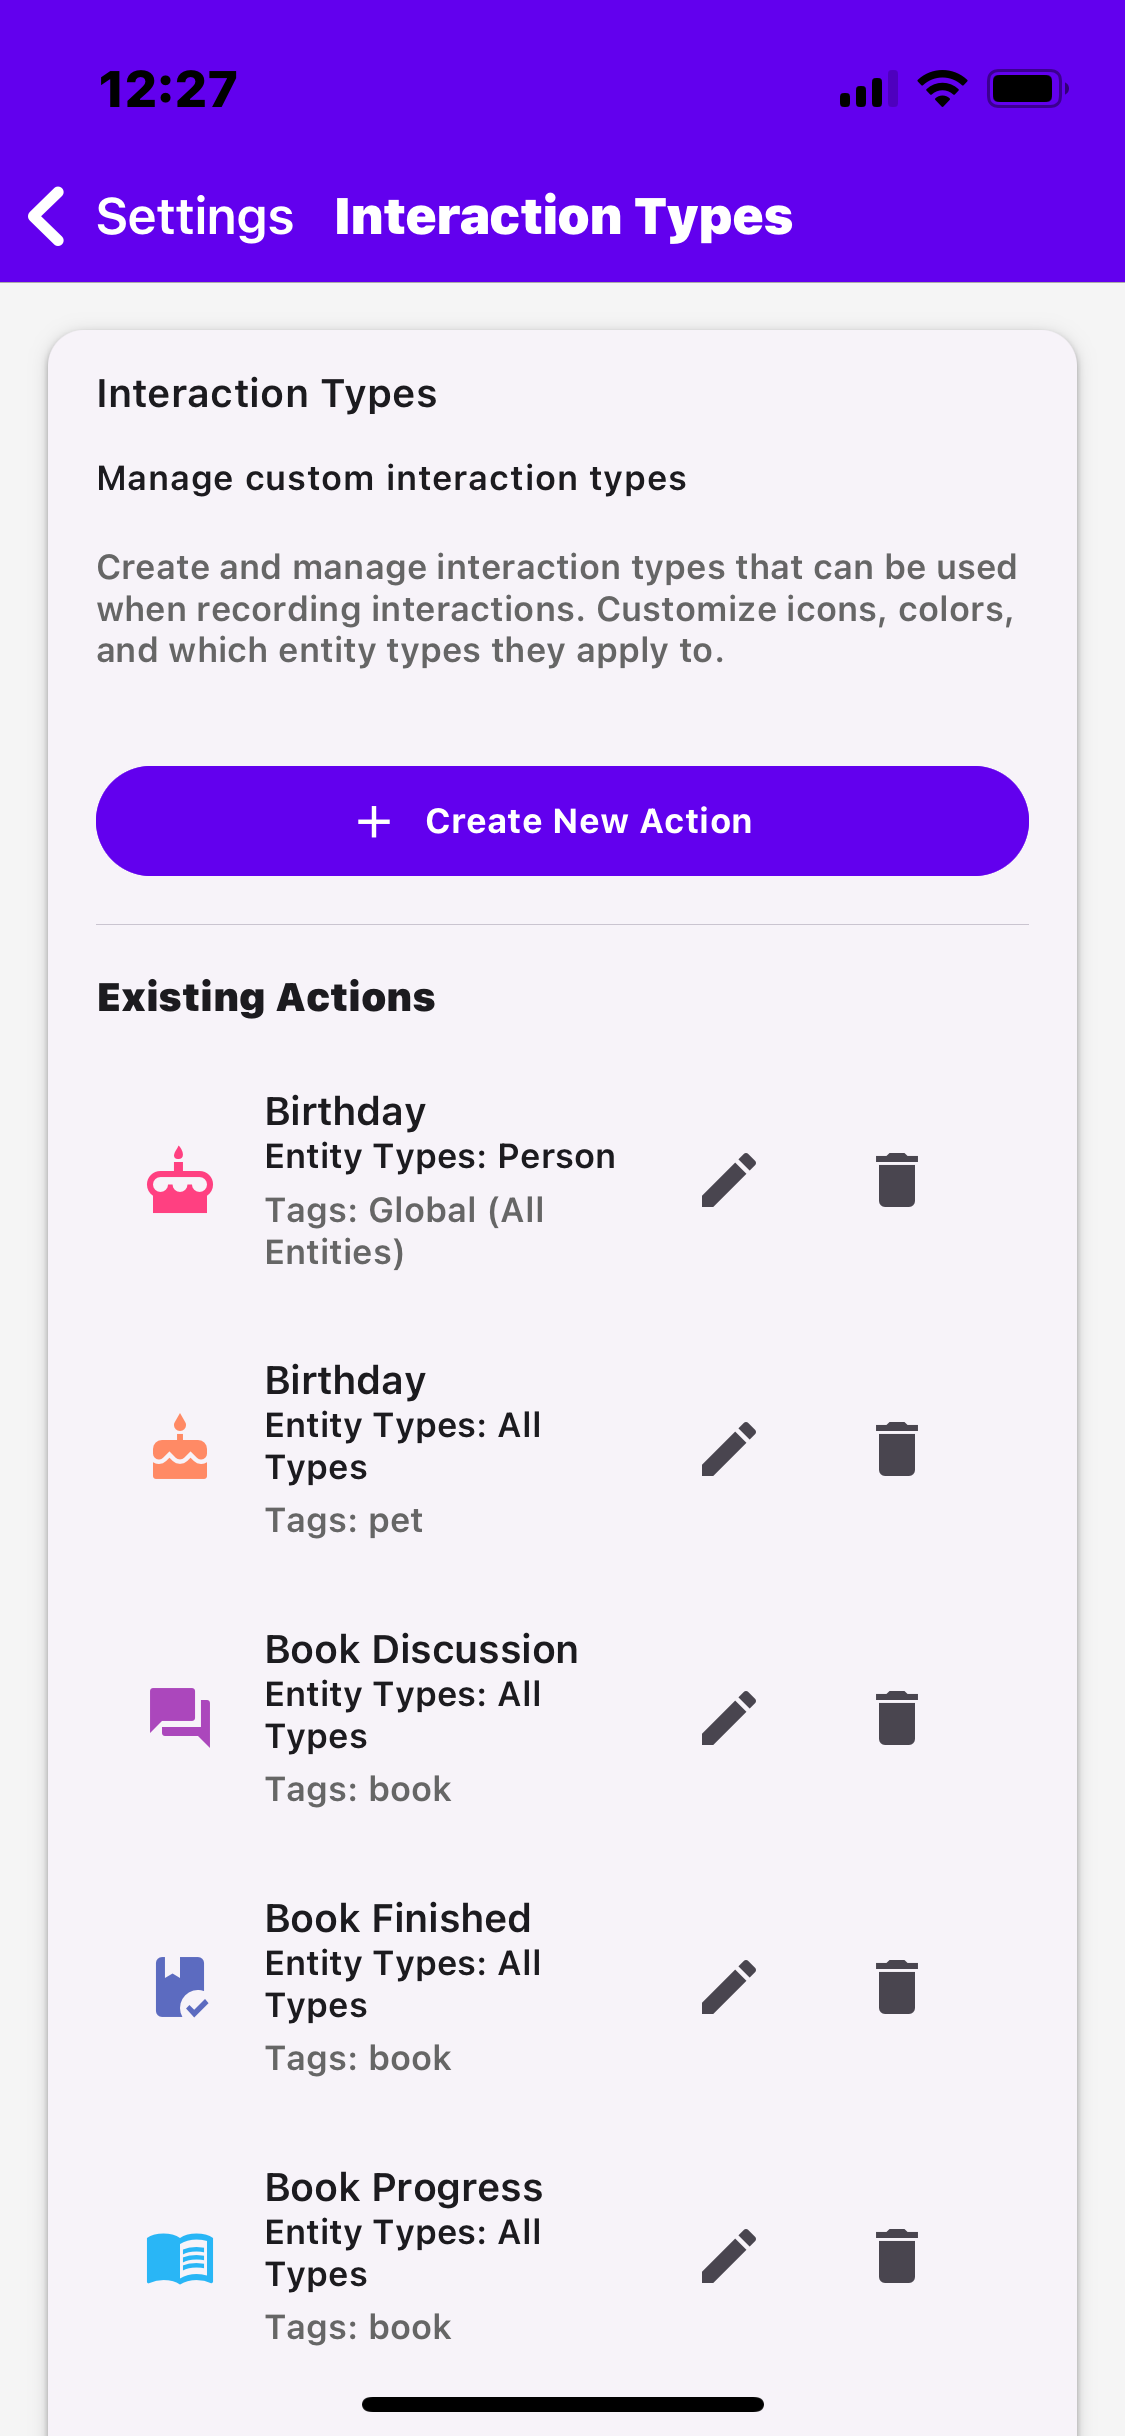 12:27
Settings Interaction Types
Interaction Types
Manage custom interaction types
Create and manage interaction types that can be used
when recording interactions. Customize icons, colors,
and which entity types they apply to.
+ Create New Action
Existing Actions
Birthday
Entity Types: Person
Tags: Global (All
Entities)
Birthday
Entity Types: All
Types
Tags: pet
Book Discussion
Entity Types: All
Types
Tags: book
Book Finished
Entity Types: All
Types
Tags: book
Book Progress
Entity Types: All
Types
Tags: book